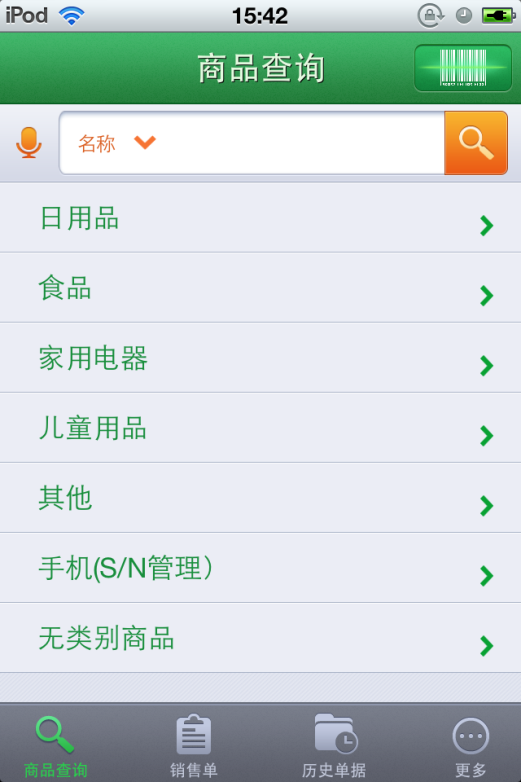 iPod
15:42
商品查询
名称
日用品
食品
家用电器
儿童用品
其他
手机(S/N管理）
无类别商品
商品查询
销售单
历史单据
更多